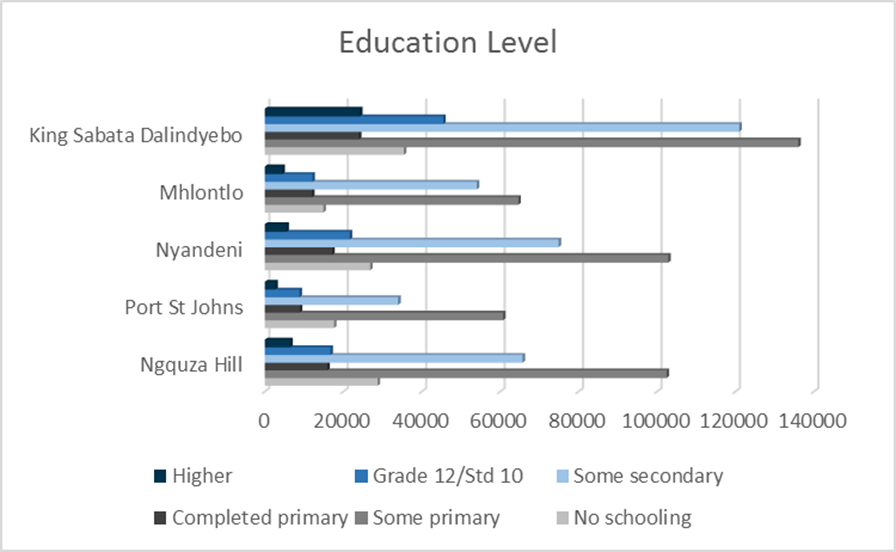 Education Level
King Sabata Dalindyebo
Mhlontlo
Nyandeni
Port St Johns
Ngquza Hill
0 20000 40000 60000 80000 100000 120000 140000
Higher Grade 12/Std 10 Some secondary
Completed primary Some primary No schooling